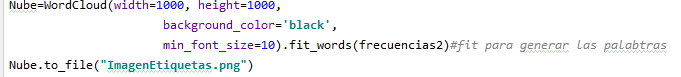 Nube=WordCloud(width=1000, height=1000,
background_color='black',
min_font_size=10).fit_words(frecuencias2)#fit para generar las palabtras
Nube.to_file("ImagenEtiquetas.png")